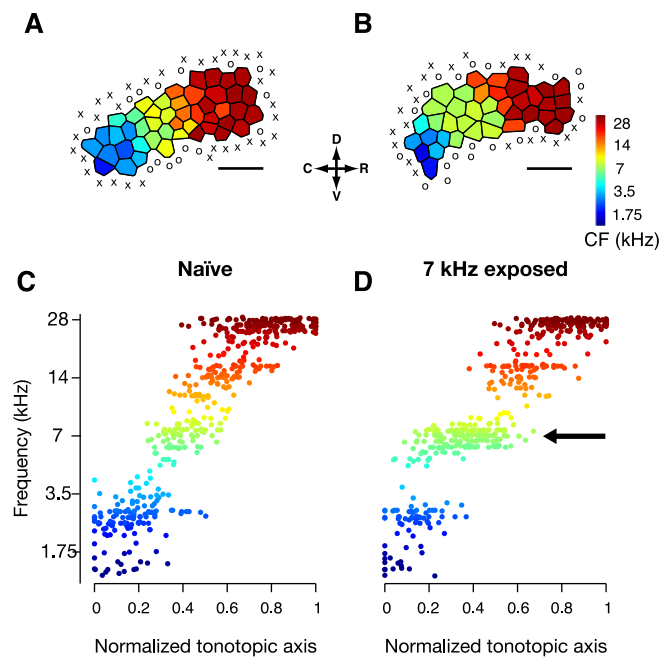 A
B
D
C
R
V
28
14
7
3.5
1.75
CF (kHz)
C
Naïve
D
7 kHz exposed
Frequency (kHz)
28
14
7
3.5
1.75
0
0.2
0.4
0.6
0.8
1
0
0.2
0.4
0.6
0.8
1
Normalized tonotopic axis
Normalized tonotopic axis